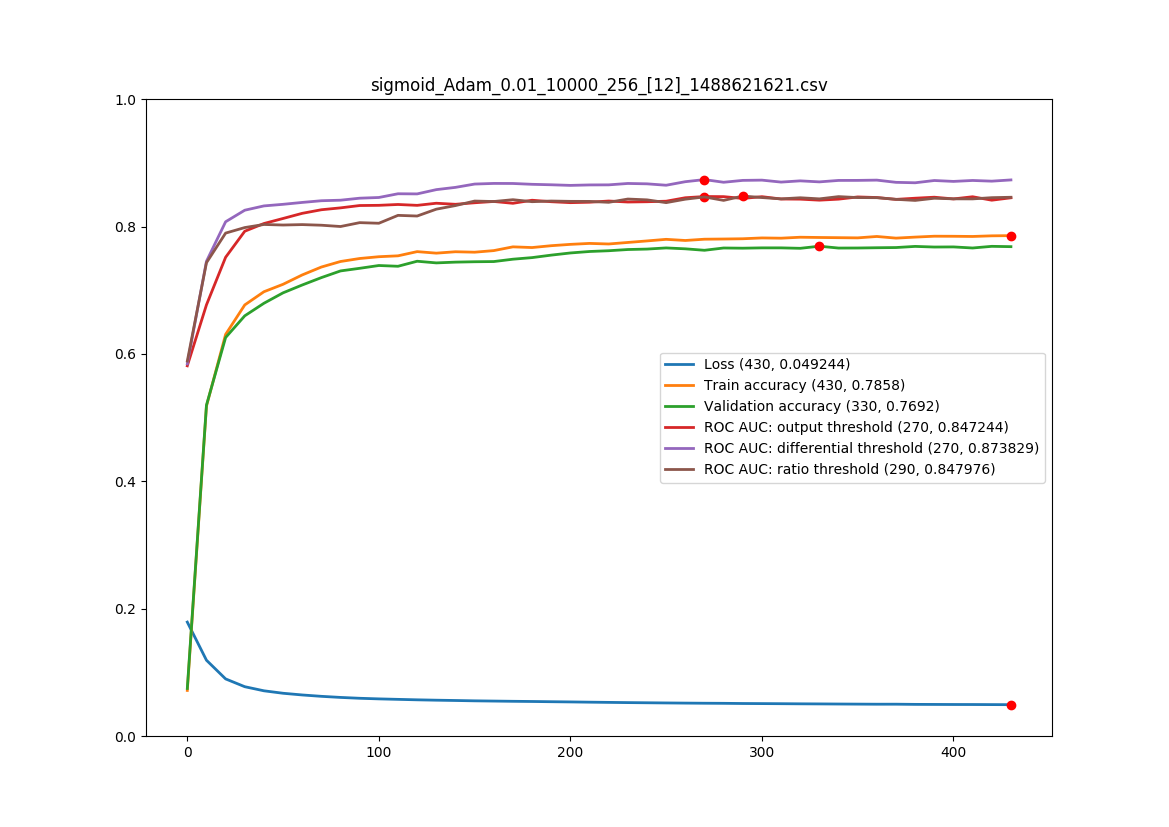 sigmoid_Adam_0.01_10000_256_[12]_1488621621.csv
1.0
0.8
0.6
0.4
0.2
0.0
Loss (430, 0.049244)
Train accuracy (430, 0.7858)
Validation accuracy (330, 0.7692)
ROC AUC: output threshold (270, 0.847244)
ROC AUC: differential threshold (270, 0.873829)
ROC AUC: ratio threshold (290, 0.847976)
0 100 200 300 400